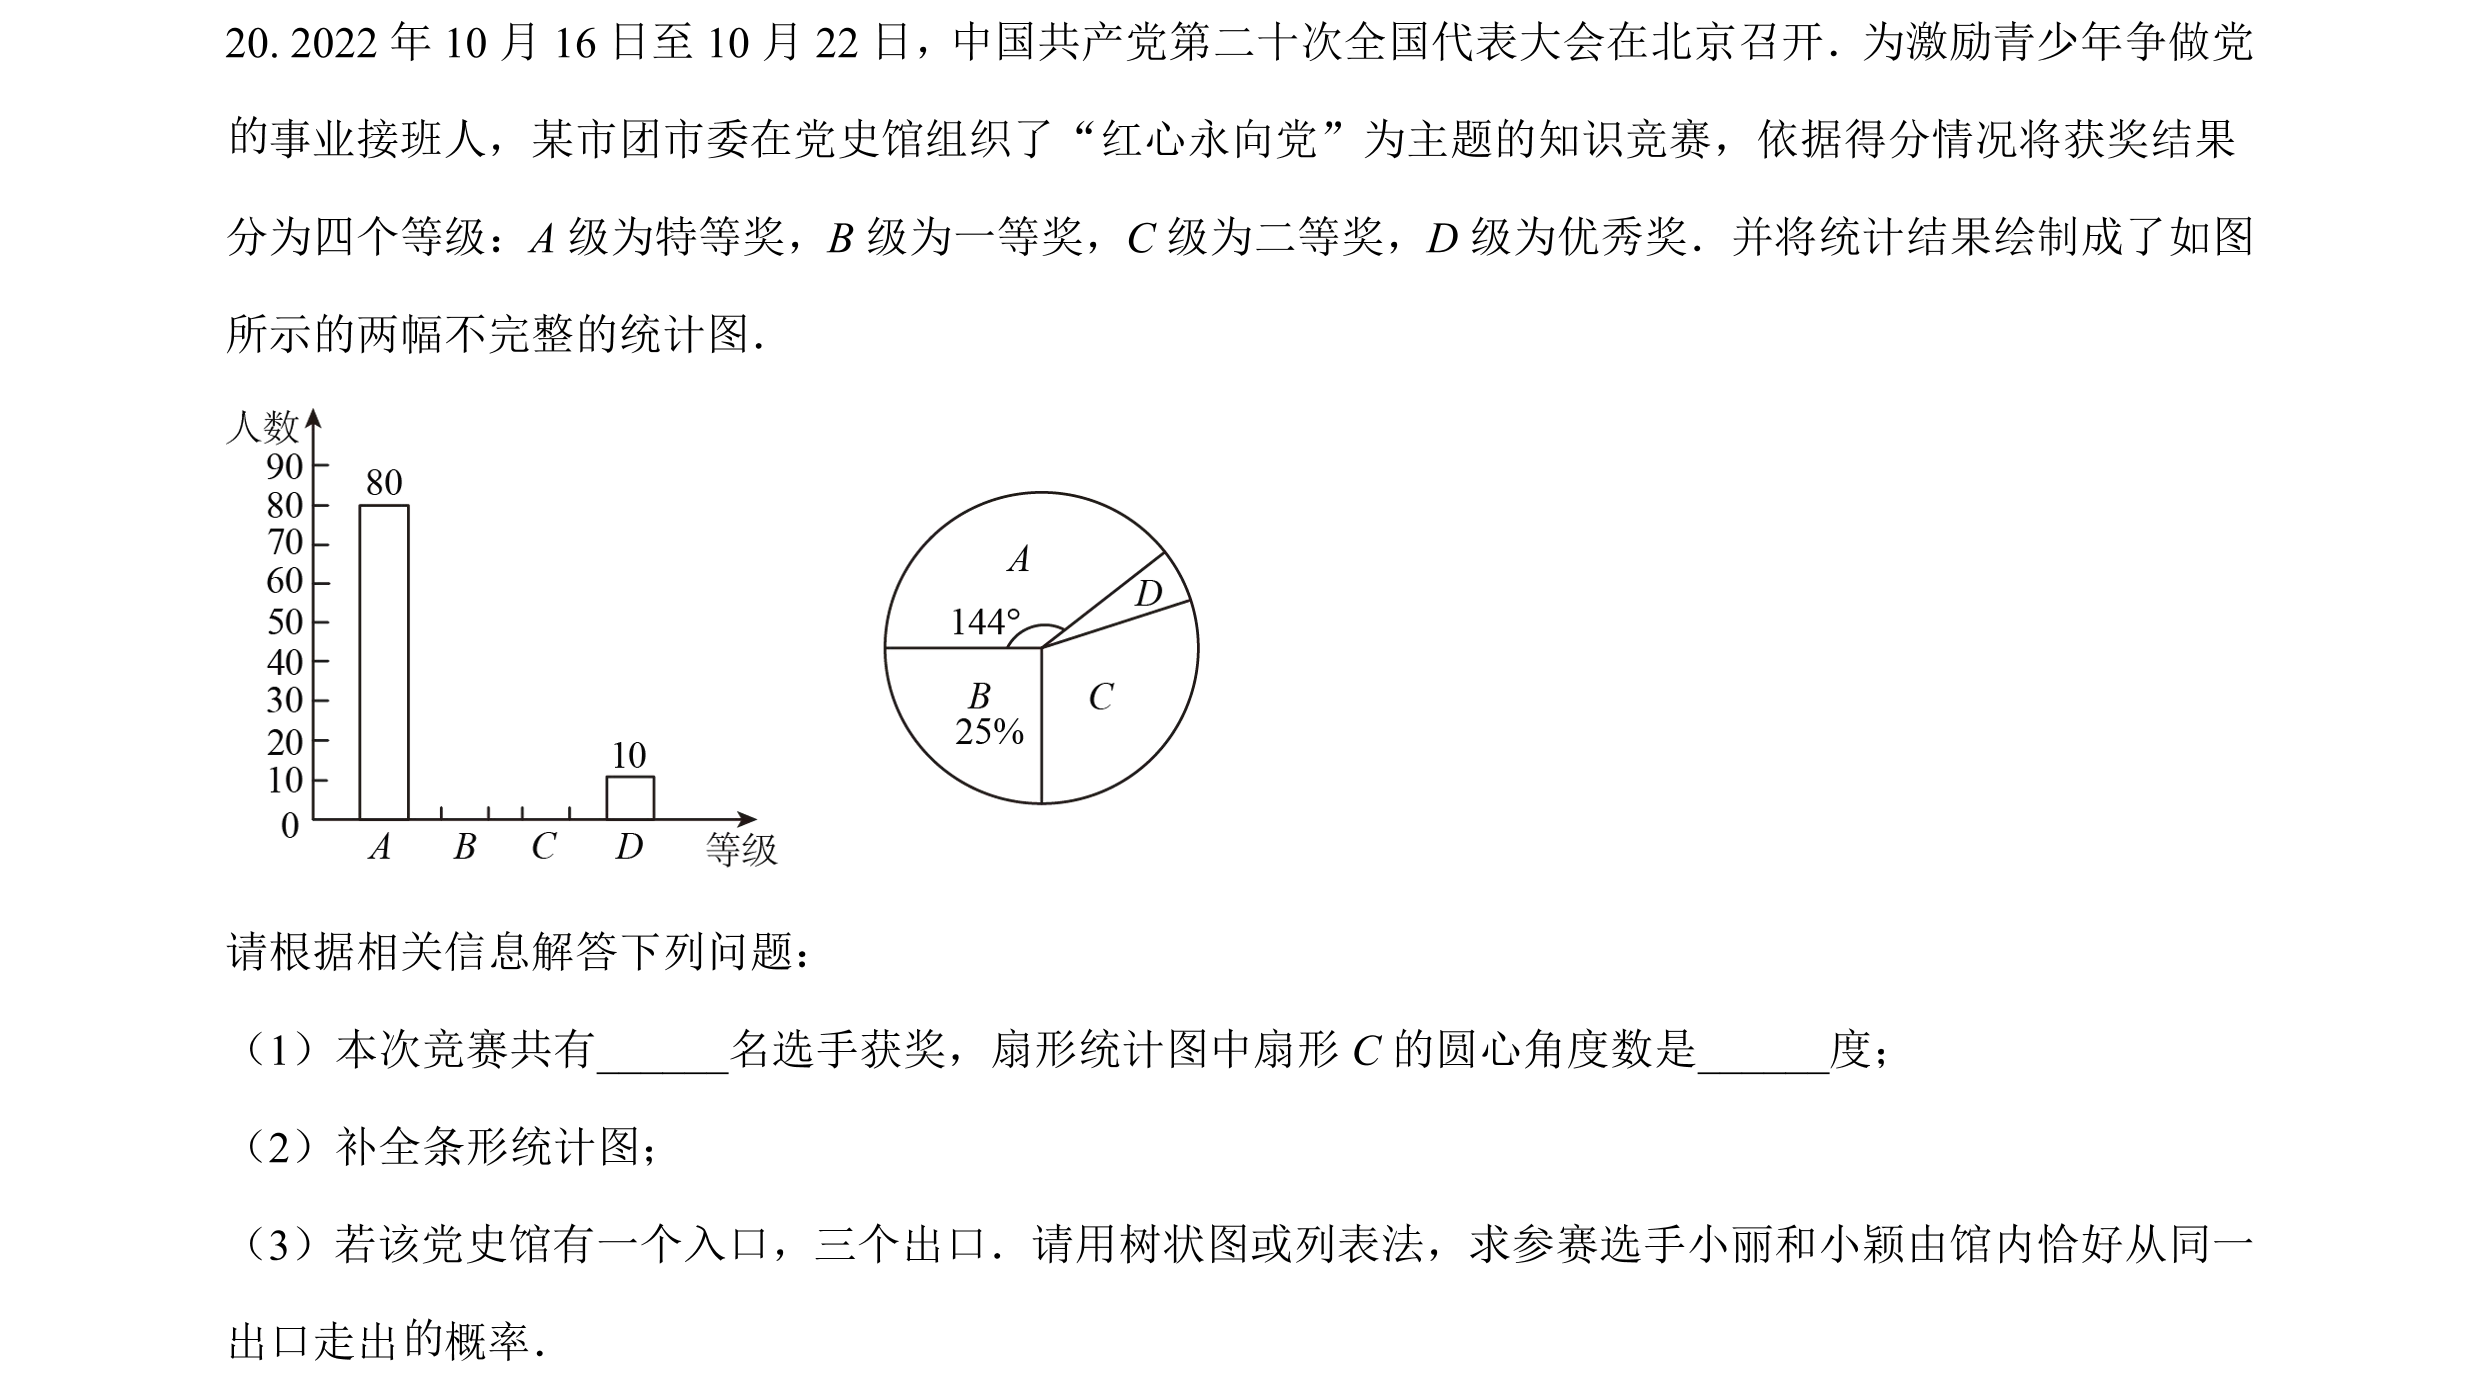 20. 2022 年 10 月 16 日至 10 月 22 日，中国共产党第二十次全国代表大会在北京召开．为激励青少年争做党
的事业接班人，某市团市委在党史馆组织了“红心永向党”为主题的知识竞赛，依据得分情况将获奖结果
分为四个等级：A 级为特等奖，B 级为一等奖，C 级为二等奖，D 级为优秀奖．并将统计结果绘制成了如图
所示的两幅不完整的统计图．
人数
90
80
70
60
50
40
30
20
10
0
80
10
A B C D 等级
A
D
144°
B
25%
C
请根据相关信息解答下列问题：
（1）本次竞赛共有______名选手获奖，扇形统计图中扇形 C 的圆心角度数是______度；
（2）补全条形统计图；
（3）若该党史馆有一个入口，三个出口．请用树状图或列表法，求参赛选手小丽和小颖由馆内恰好从同一
出口走出的概率．